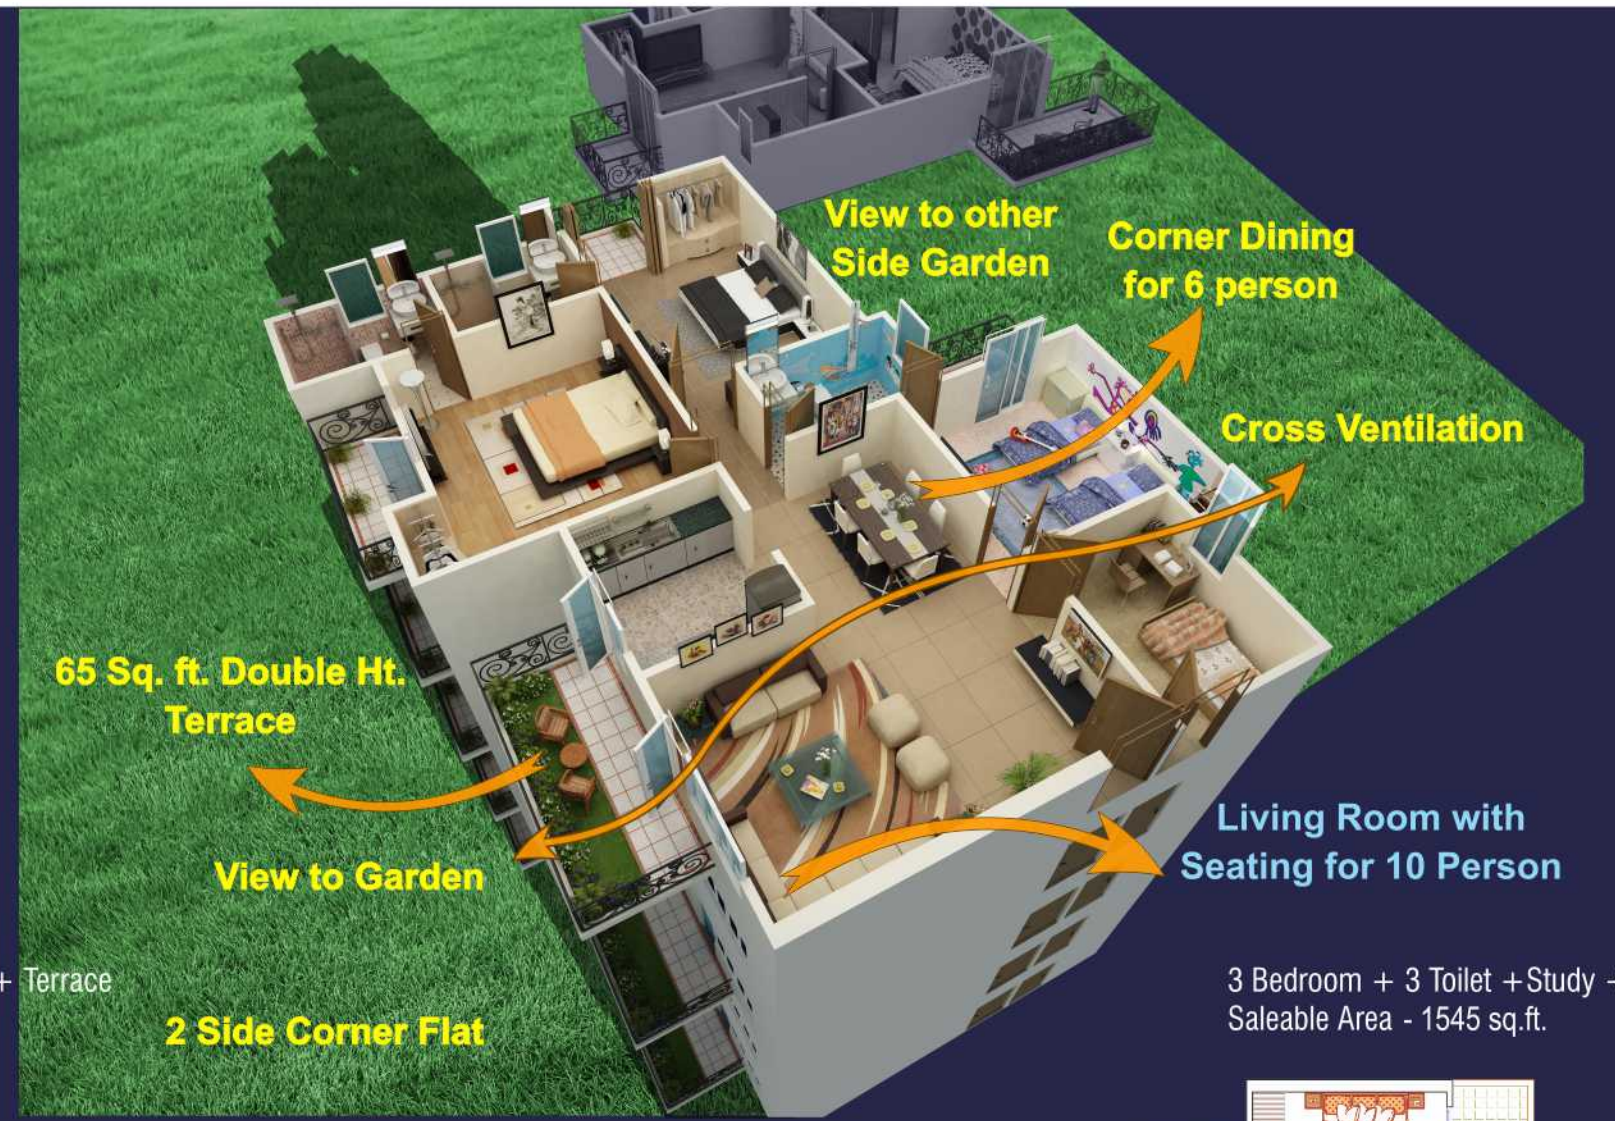 View to other
Side Garden
Corner Dining
for 6 person
Cross Ventilation
65 Sq. ft. Double Ht.
Terrace
View to Garden
Living Room with
Seating for 10 Person
+ Terrace
2 Side Corner Flat
3 Bedroom + 3 Toilet +Study +
Saleable Area - 1545 sq.ft.